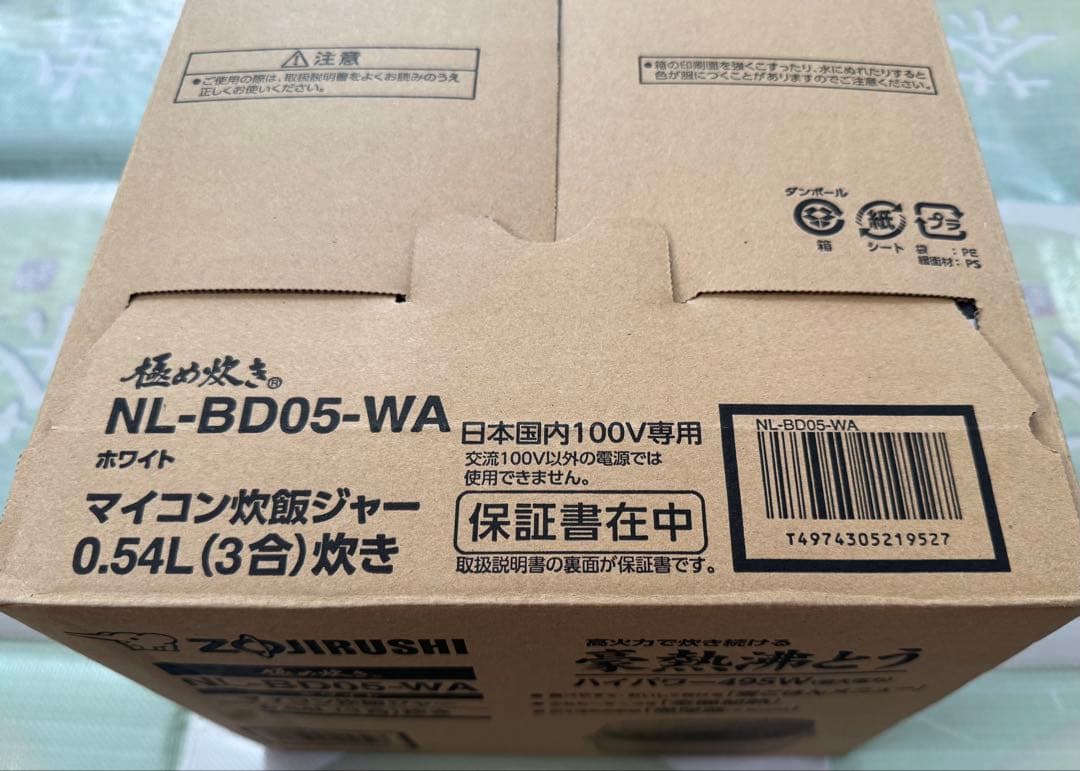 ⚠注意
●ご使用の際は、取扱説明書をよくお読みのうえ
正しくお使いください。
●箱の印刷面を強くこすったり、水にぬれたりすると
色が服につくことがありますのでご注意ください。
ダンボール
箱
紙
シート
プラ
袋 : PE
緩衝材: PS
極め炊き®
NL-BD05-WA
ホワイト
マイコン炊飯ジャー
0.54L(3合)炊き
日本国内100V専用
交流100V以外の電源では
使用できません。
保証書在中
取扱説明書の裏面が保証書です。
NL-BD05-WA
T4974305219527
ZOJIRUSHI
極め炊き
NL-BD05-WA
高火力で炊き続ける
豪熱沸とう
ハイパワー495W